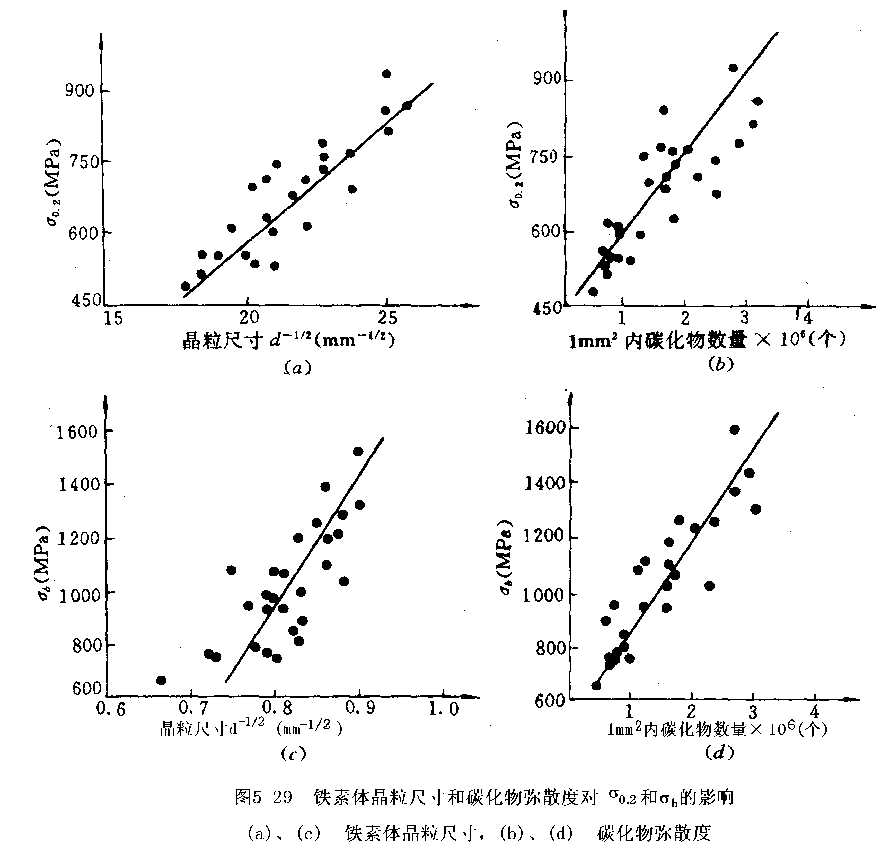 900
750
600
450
σ0.2(MPa)
15 20 25
晶粒尺寸 d⁻¹/²(mm⁻¹/²)
(a)
900
750
600
450
σ0.2(MPa)
1 2 3 4
1mm² 内碳化物数量 × 10⁶(个)
(b)
1600
1400
1200
1000
800
600
σb(MPa)
0.6 0.7 0.8 0.9 1.0
晶粒尺寸d⁻¹/² (mm⁻¹/²)
(c)
1600
1400
1200
1000
800
600
σb(MPa)
1 2 3 4
1mm²内碳化物数量×10⁶(个)
(d)
图5 29 铁素体晶粒尺寸和碳化物弥散度对 σ0.2和σb的影响
(a)、(c) 铁素体晶粒尺寸，(b)、(d) 碳化物弥散度